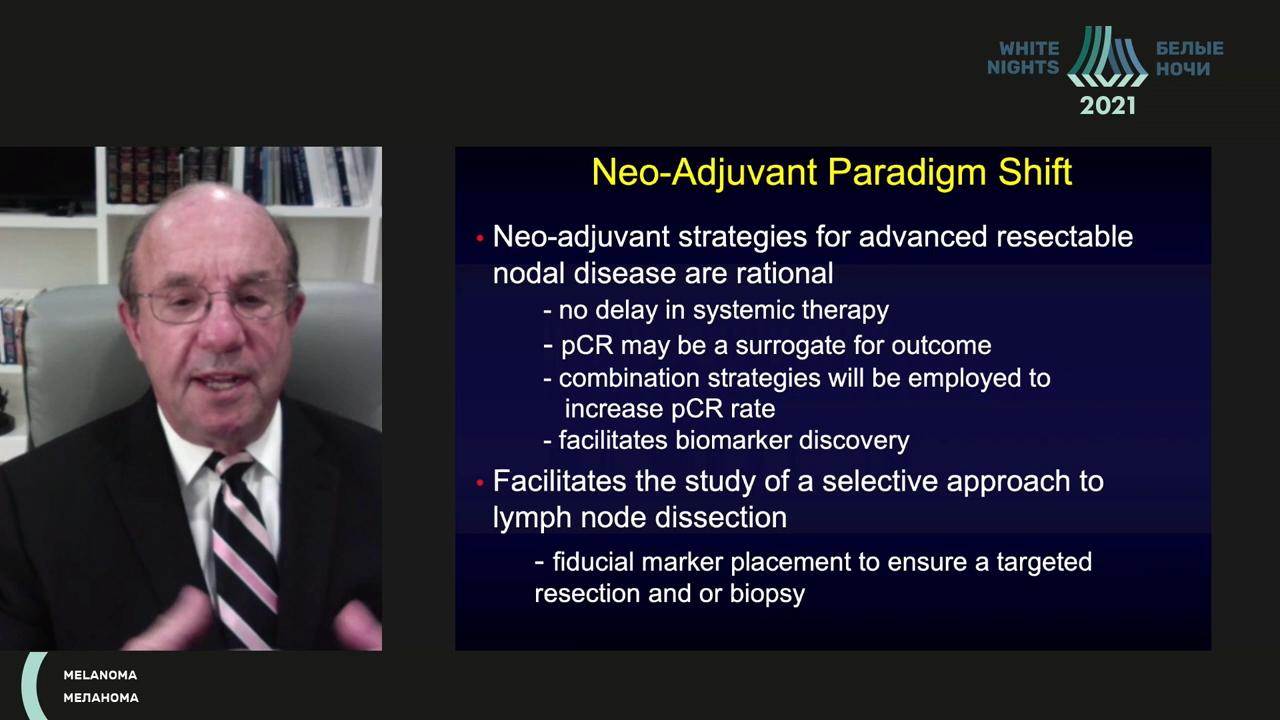 WHITE
NIGHTS
БЕЛЫЕ
НОЧИ
2021
Neo-Adjuvant Paradigm Shift
• Neo-adjuvant strategies for advanced resectable
nodal disease are rational
- no delay in systemic therapy
- pCR may be a surrogate for outcome
- combination strategies will be employed to
increase pCR rate
- facilitates biomarker discovery
• Facilitates the study of a selective approach to
lymph node dissection
- fiducial marker placement to ensure a targeted
resection and or biopsy
MELANOMA
МЕЛАНОМА